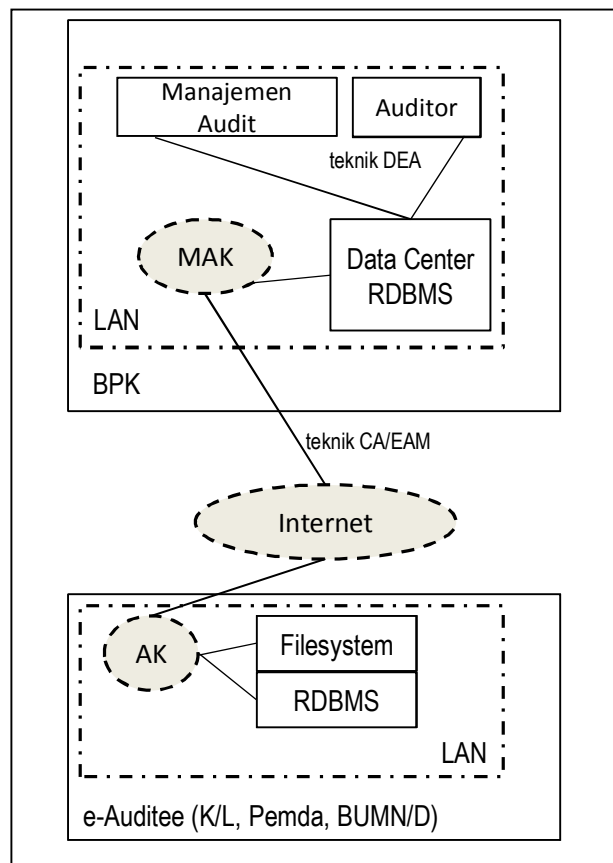 Manajemen
Audit
Auditor
teknik DEA
MAK
Data Center
RDBMS
LAN
BPK
teknik CA/EAM
Internet
AK
Filesystem
RDBMS
LAN
e-Auditee (K/L, Pemda, BUMN/D)